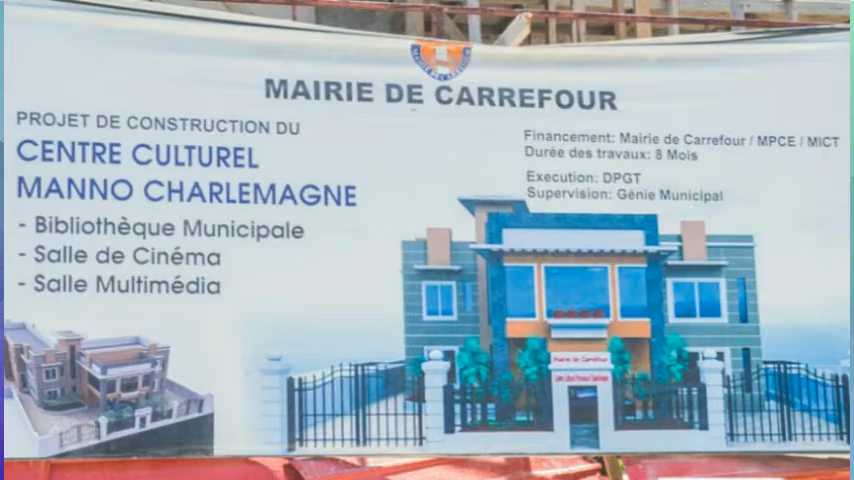 MAIRIE DE CARREFOUR
PROJET DE CONSTRUCTION DU
CENTRE CULTUREL
MANNO CHARLEMAGNE
- Bibliothèque Municipale
- Salle de Cinéma
- Salle Multimédia
Financement: Mairie de Carrefour / MPCE / MICT
Durée des travaux: 8 Mois
Execution: DPGT
Supervision: Génie Municipal
Mairie de Carrefour